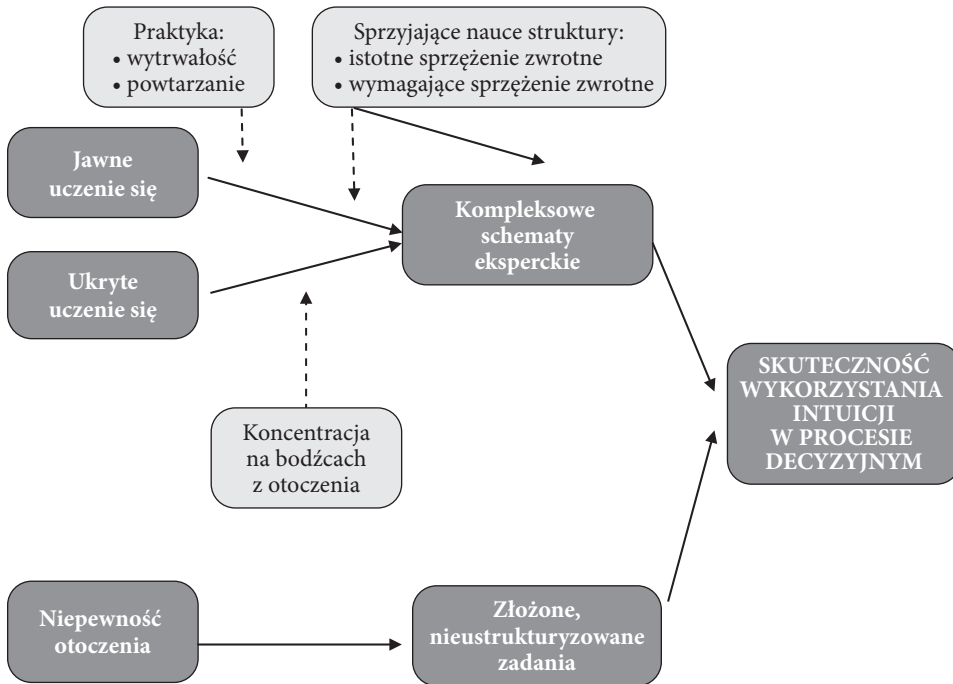 Praktyka:
• wytrwałość
• powtarzanie
Sprzyjające nauce struktury:
• istotne sprzężenie zwrotne
• wymagające sprzężenie zwrotne
Jawne
uczenie się
Ukryte
uczenie się
Kompleksowe
schematy
eksperckie
Koncentracja
na bodźcach
z otoczenia
SKUTECZNOŚĆ
WYKORZYSTANIA
INTUICJI
W PROCESIE
DECYZYJNYM
Niepewność
otoczenia
Złożone,
nieustrukturyzowane
zadania